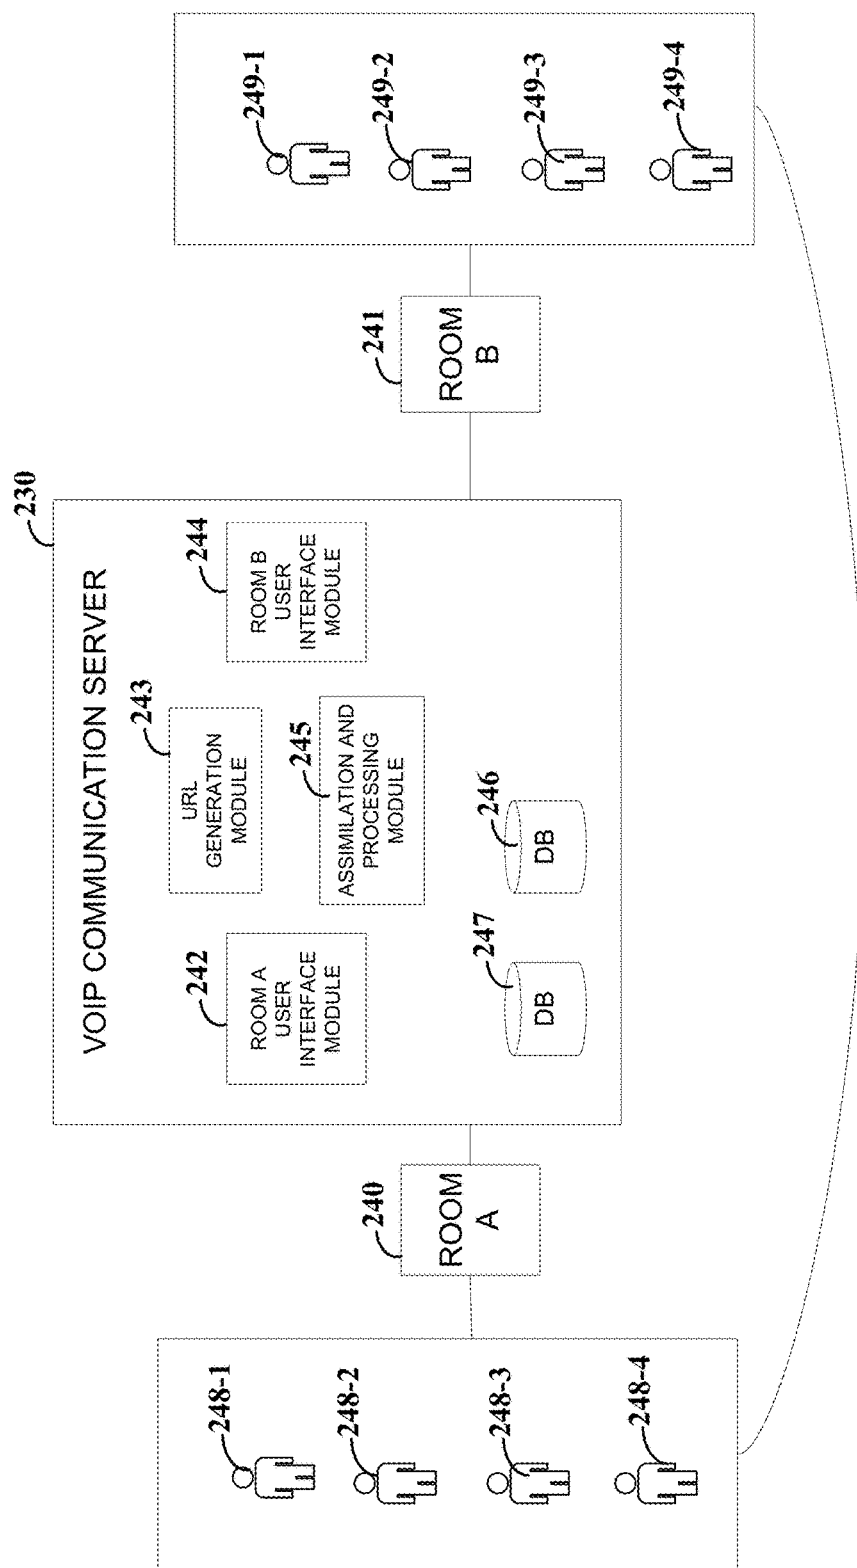 230
VOIP COMMUNICATION SERVER
243
URL
GENERATION
MODULE
242
ROOM A
USER
INTERFACE
MODULE
244
ROOM B
USER
INTERFACE
MODULE
245
ASSIMILATION AND
PROCESSING
MODULE
247
DB
246
DB
240
ROOM
A
241
ROOM
B
248-1
248-2
248-3
248-4
249-1
249-2
249-3
249-4